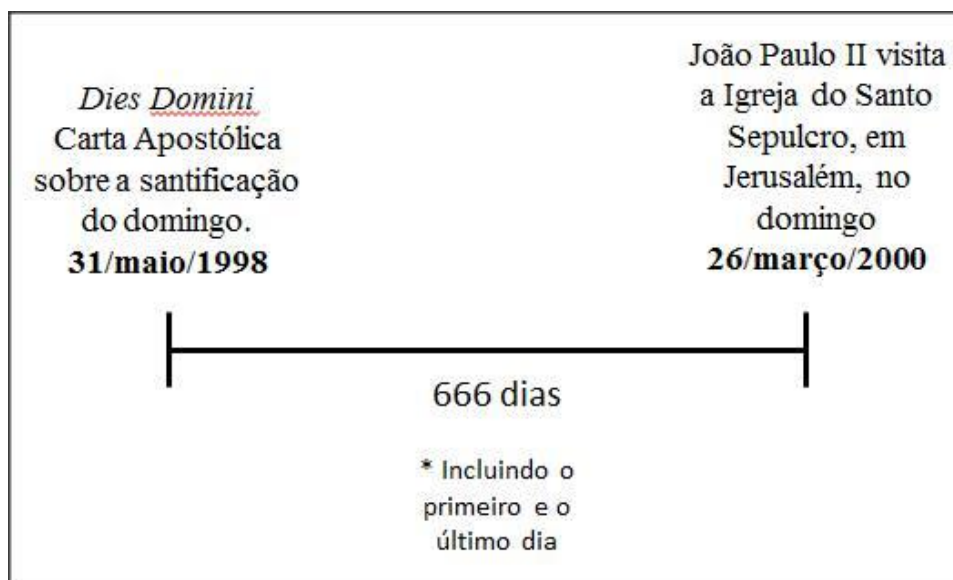 Dies Domini
Carta Apostólica
sobre a santificação
do domingo.
31/maio/1998
João Paulo II visita
a Igreja do Santo
Sepulcro, em
Jerusalém, no
domingo
26/março/2000
666 dias
* Incluindo o
primeiro e o
último dia